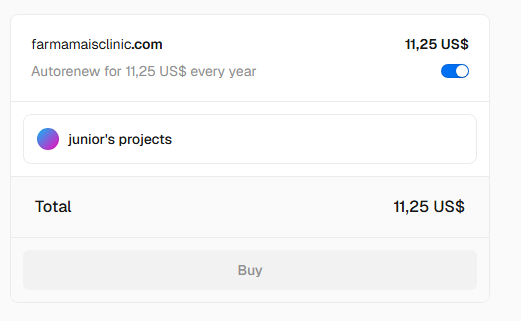 farmamaisclinic.com 11,25 US$
Autorenew for 11,25 US$ every year
junior's projects
Total 11,25 US$
Buy